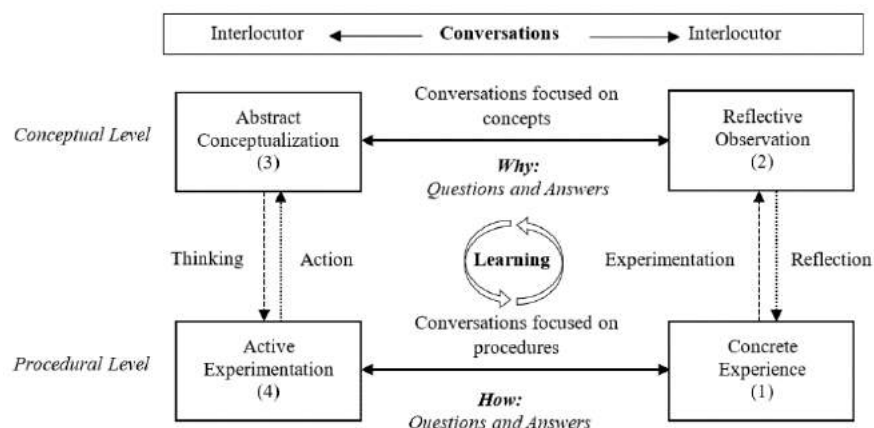 Interlocutor Conversations Interlocutor
Conversations focused on
concepts
Conceptual Level
Abstract
Conceptualization
(3)
Reflective
Observation
(2)
Why:
Questions and Answers
Thinking
Action
Learning
Experimentation
Reflection
Conversations focused on
procedures
Procedural Level
Active
Experimentation
(4)
Concrete
Experience
(1)
How:
Questions and Answers